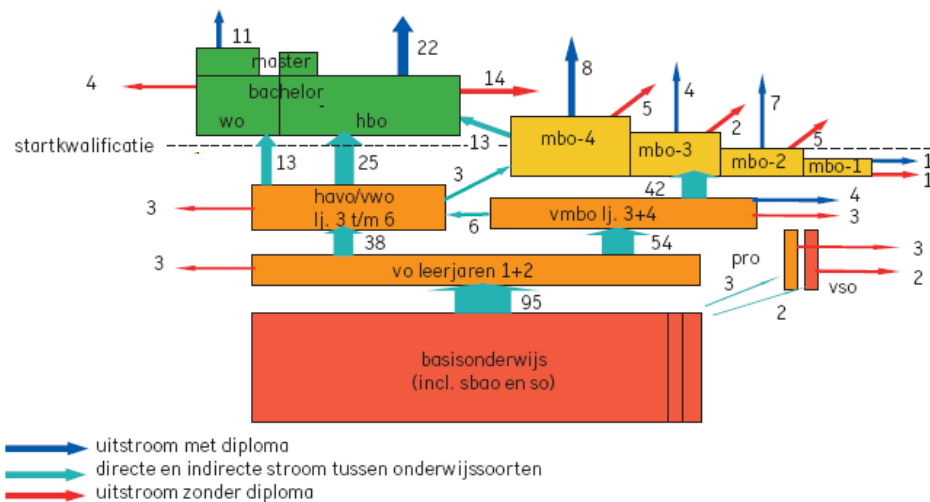 11
22
8
4
7
master
4
bachelor
14
5
2
5
wo
hbo
mbo-4
mbo-3
mbo-2
mbo-1
startkwalificatie
13
1
1
13
25
3
42
4
3
havo/vwo
lj. 3 t/m 6
3
6
vmbo lj. 3+4
38
54
3
vo leerjaren 1+2
pro
3
3
2
vso
2
95
basisonderwijs
(incl. sbao en so)
uitstroom met diploma
directe en indirecte stroom tussen onderwijssoorten
uitstroom zonder diploma